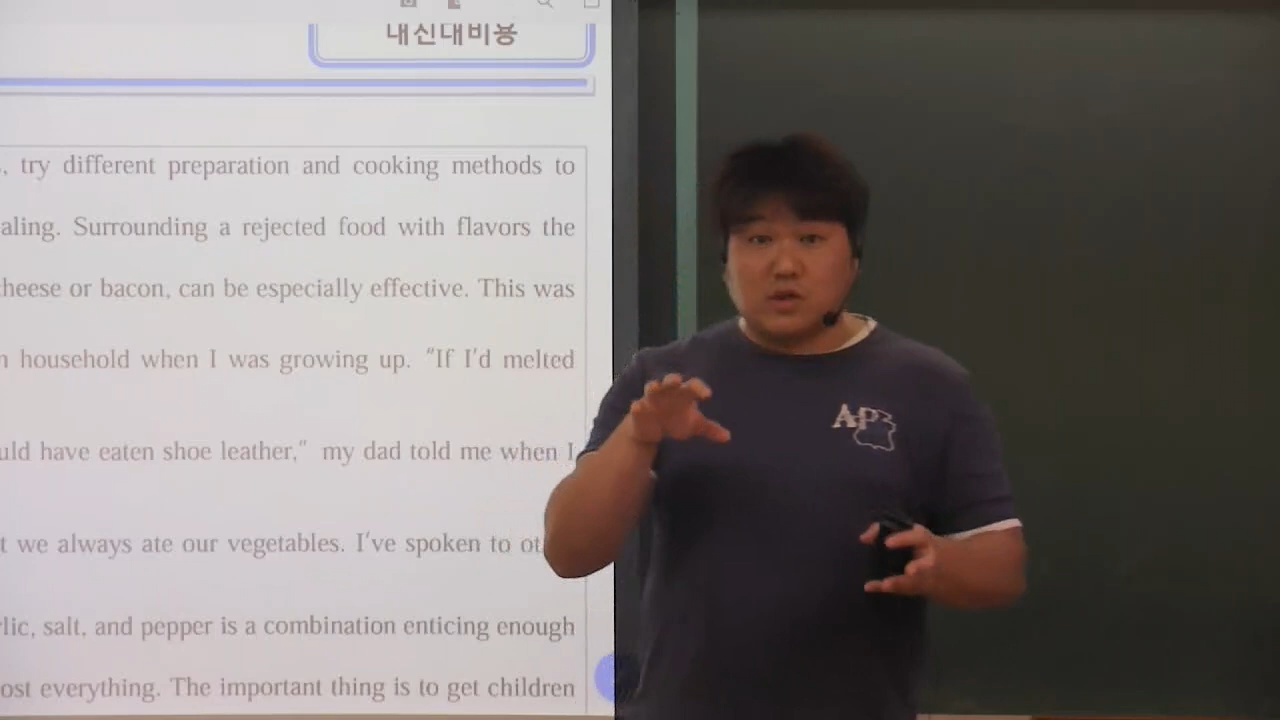 내신대비용
, try different preparation and cooking methods to
aling. Surrounding a rejected food with flavors the
cheese or bacon, can be especially effective. This was
household when I was growing up. "If I'd melted
uld have eaten shoe leather," my dad told me when I
t we always ate our vegetables. I've spoken to ot
lic, salt, and pepper is a combination enticing enough
ost everything. The important thing is to get children
AP